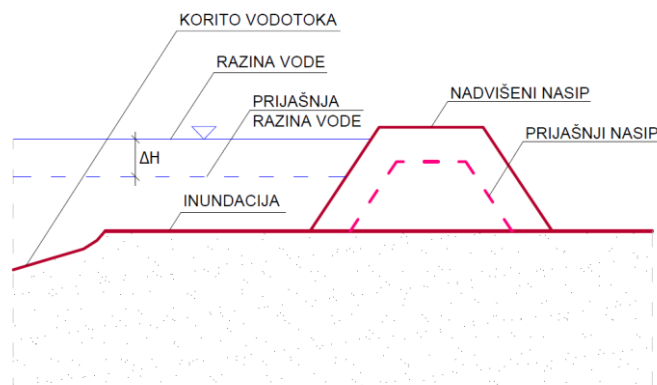 KORITO VODOTOKA
RAZINA VODE
PRIJAŠNJA
RAZINA VODE
NADVIŠENI NASIP
PRIJAŠNJI NASIP
ΔH
INUNDACIJA